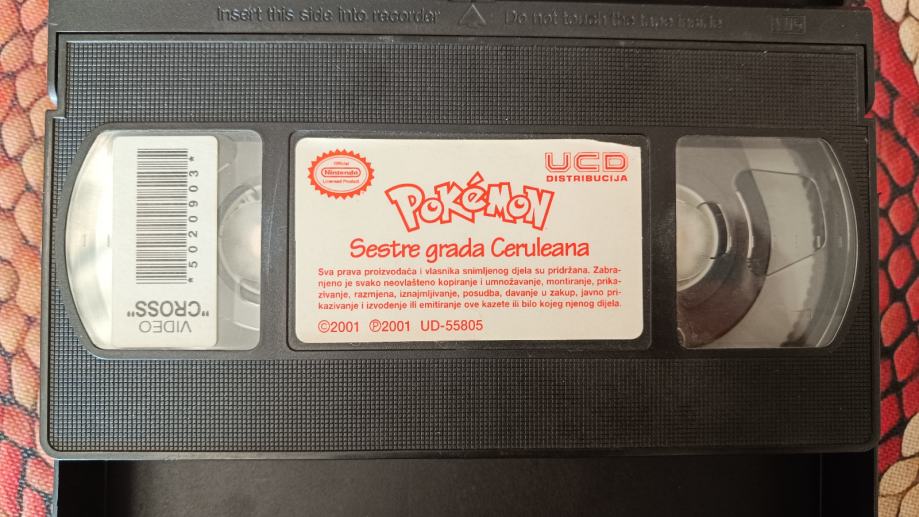 Insert this side into recorder
Do not touch the tape inside
VHS
*5020903*
VIDEO
"CROSS"
Official
Nintendo
Licensed Product
UCD
DISTRIBUCIJA
POKéMON
Sestre grada Ceruleana
Sva prava proizvođača i vlasnika snimljenog djela su pridržana. Zabra-
njeno je svako neovlašteno kopiranje i umnožavanje, montiranje, prika-
zivanje, razmjena, iznajmljivanje, posudba, davanje u zakup, javno pri-
kazivanje i izvođenje ili emitiranje ove kazete ili bilo kojeg njenog dijela.
©2001 ℗2001 UD-55805